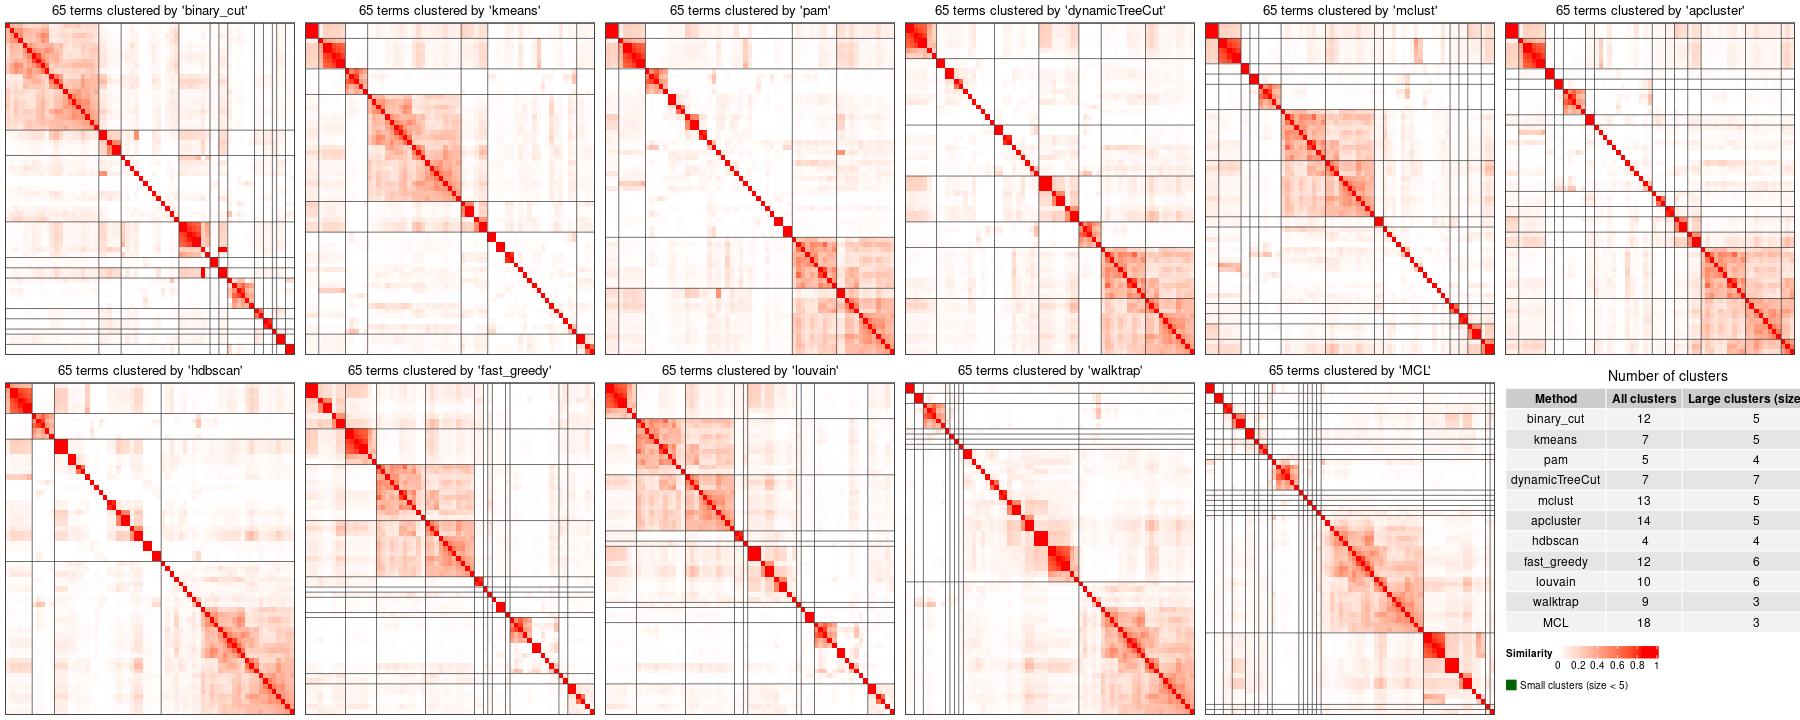 65 terms clustered by 'binary_cut'
65 terms clustered by 'kmeans'
65 terms clustered by 'pam'
65 terms clustered by 'dynamicTreeCut'
65 terms clustered by 'mclust'
65 terms clustered by 'apcluster'
65 terms clustered by 'hdbscan'
65 terms clustered by 'fast_greedy'
65 terms clustered by 'louvain'
65 terms clustered by 'walktrap'
65 terms clustered by 'MCL'
Number of clusters
Method All clusters Large clusters (size
binary_cut 12 5
kmeans 7 5
pam 5 4
dynamicTreeCut 7 7
mclust 13 5
apcluster 14 5
hdbscan 4 4
fast_greedy 12 6
louvain 10 6
walktrap 9 3
MCL 18 3
Similarity
0 0.2 0.4 0.6 0.8 1
Small clusters (size < 5)